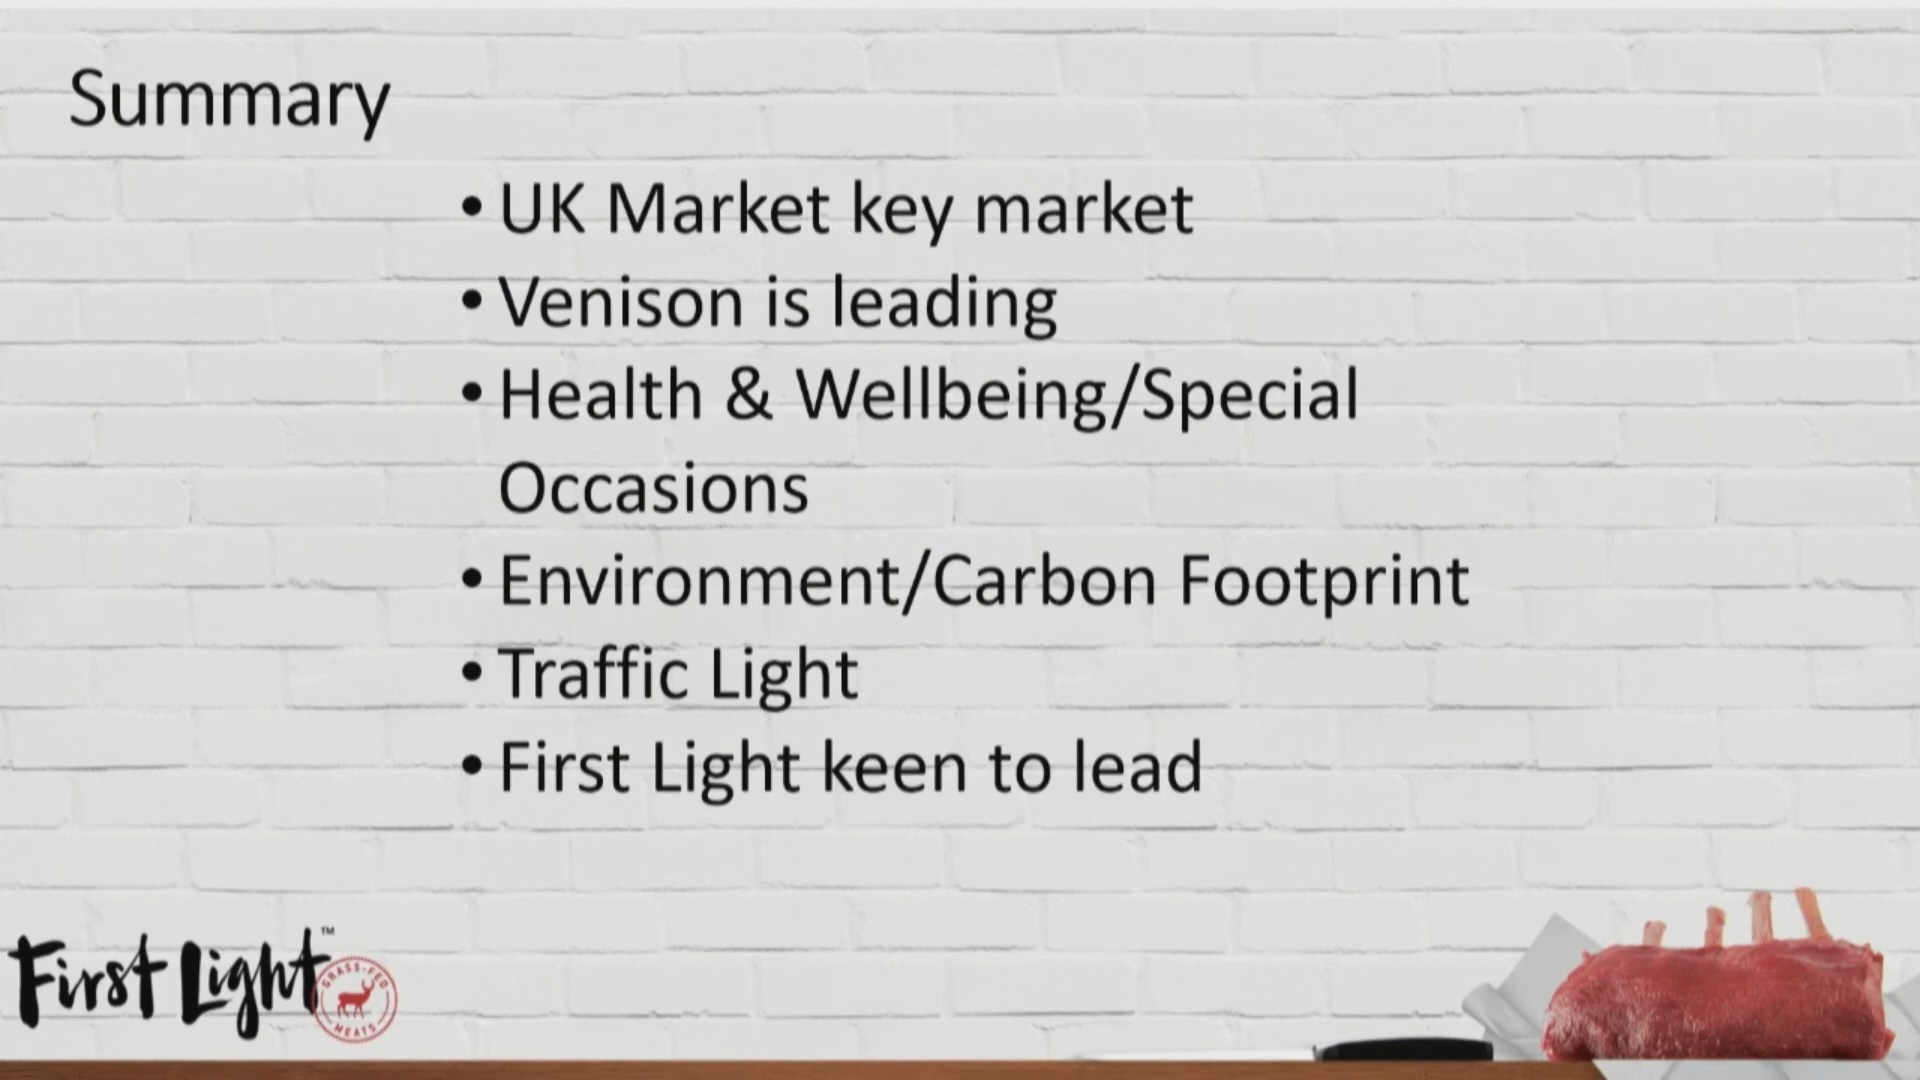 Summary
• UK Market key market
• Venison is leading
• Health & Wellbeing/Special
Occasions
• Environment/Carbon Footprint
• Traffic Light
• First Light keen to lead
First Light™
GRASS-FED
MEATS